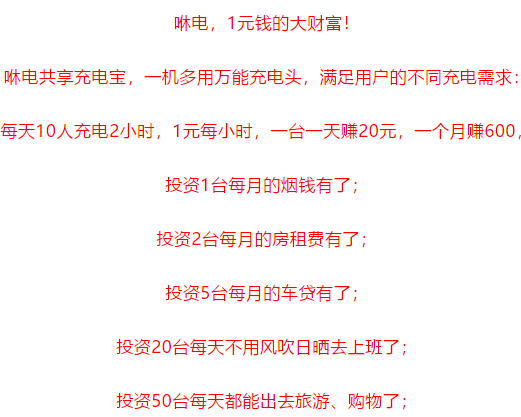 咻电，1元钱的大财富！
咻电共享充电宝，一机多用万能充电头，满足用户的不同充电需求：
每天10人充电2小时，1元每小时，一台一天赚20元，一个月赚600，
投资1台每月的烟钱有了；
投资2台每月的房租费有了；
投资5台每月的车贷有了；
投资20台每天不用风吹日晒去上班了；
投资50台每天都能出去旅游、购物了；